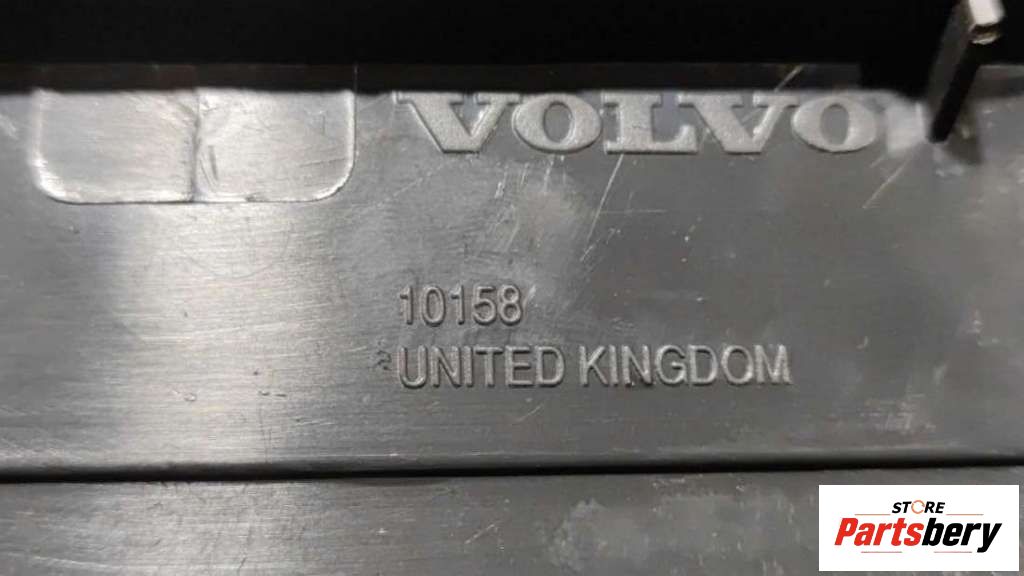 VOLVO
10158
UNITED KINGDOM
STORE
Partsbery